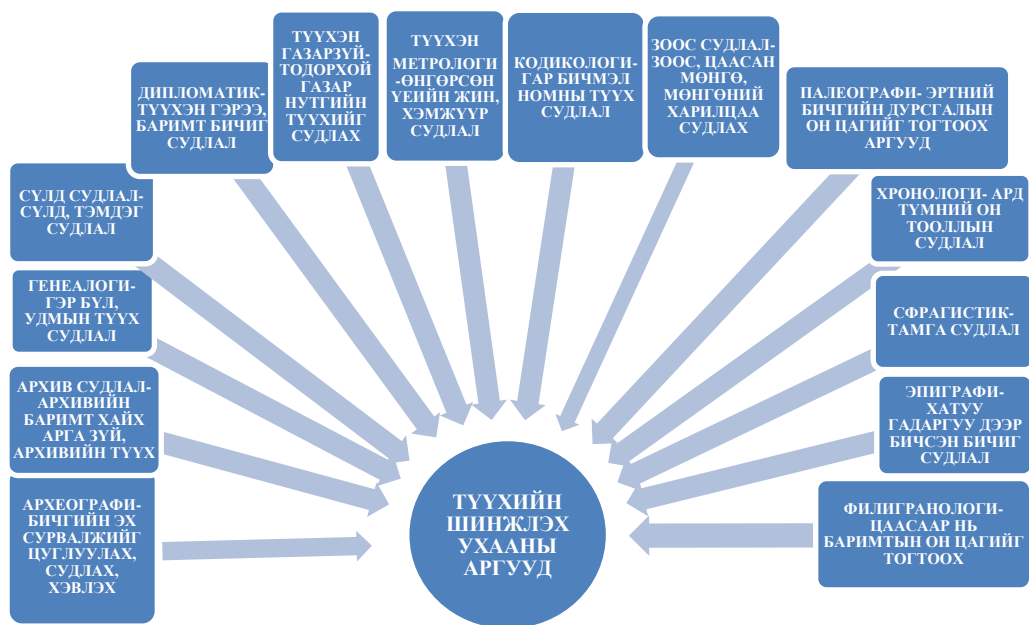 АРХЕОГРАФИ-
БИЧГИЙН ЭХ
СУРВАЛЖИЙГ
ЦУГЛУУЛАХ,
СУДЛАХ,
ХЭВЛЭХ
АРХИВ СУДЛАЛ-
АРХИВИЙН
БАРИМТ ХАЙХ
АРГА ЗҮЙ,
АРХИВИЙН ТҮҮХ
ГЕНЕАЛОГИ-
ГЭР БҮЛ,
УДМЫН ТҮҮХ
СУДЛАЛ
СҮЛД СУДЛАЛ-
СҮЛД, ТЭМДЭГ
СУДЛАЛ
ДИПЛОМАТИК-
ТҮҮХЭН ГЭРЭЭ,
БАРИМТ БИЧИГ
СУДЛАЛ
ТҮҮХЭН
ГАЗАРЗҮЙ-
ТОДОРХОЙ
ГАЗАР
НУТГИЙН
ТҮҮХИЙГ
СУДЛАХ
ТҮҮХЭН
МЕТРОЛОГИ
-ӨНГӨРСӨН
ҮЕИЙН ЖИН,
ХЭМЖҮҮР
СУДЛАЛ
КОДИКОЛОГИ-
ГАР БИЧМЭЛ
НОМНЫ ТҮҮХ
СУДЛАЛ
ЗООС СУДЛАЛ-
ЗООС, ЦААСАН
МӨНГӨ,
МӨНГӨНИЙ
ХАРИЛЦАА
СУДЛАХ
ПАЛЕОГРАФИ- ЭРТНИЙ
БИЧГИЙН ДУРСГАЛЫН
ОН ЦАГИЙГ ТОГТООХ
АРГУУД
ХРОНОЛОГИ- АРД
ТҮМНИЙ ОН
ТООЛЛЫН
СУДЛАЛ
СФРАГИСТИК-
ТАМГА СУДЛАЛ
ЭПИГРАФИ-
ХАТУУ
ГАДАРГУУ ДЭЭР
БИЧСЭН БИЧИГ
СУДЛАЛ
ФИЛИГРАНОЛОГИ-
ЦААСААР НЬ
БАРИМТЫН ОН ЦАГИЙГ
ТОГТООХ
ТҮҮХИЙН
ШИНЖЛЭХ
УХААНЫ
АРГУУД